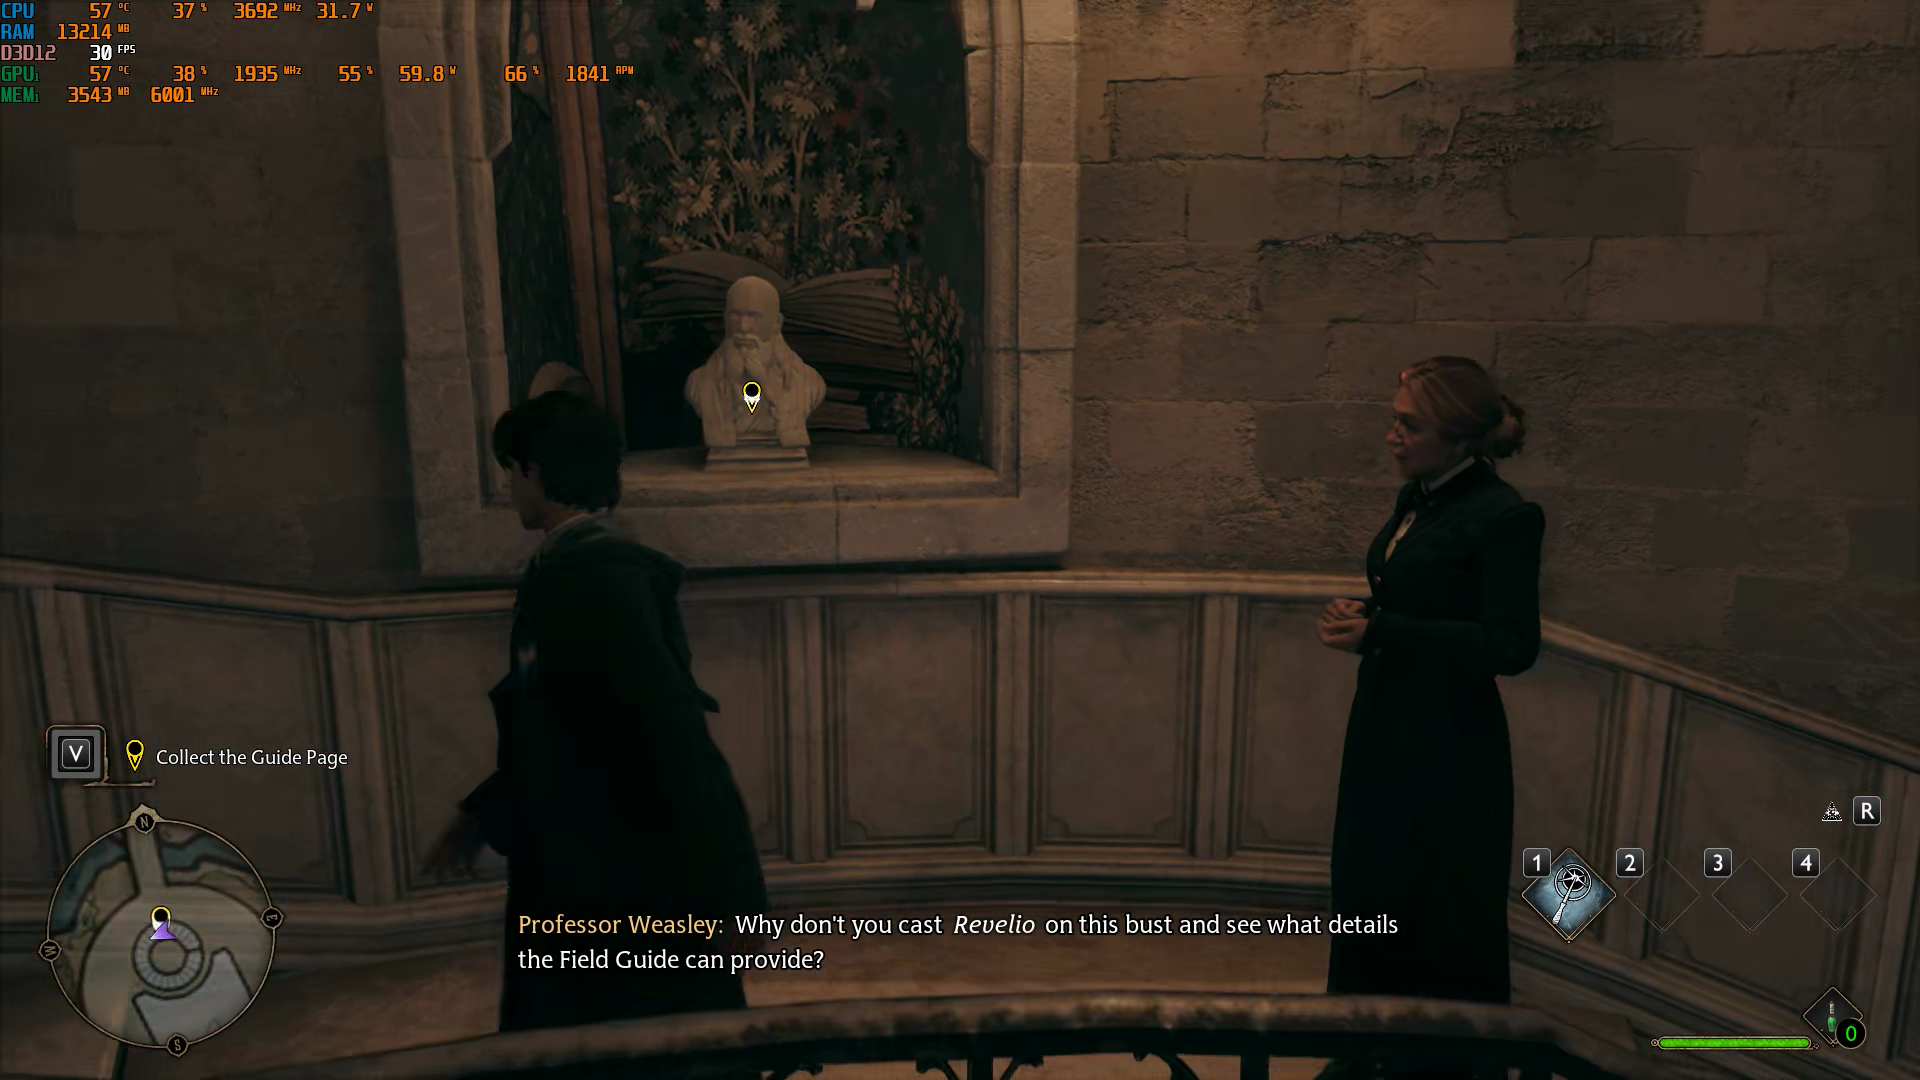 CPU 57 °C 37 % 3692 MHz 31.7 W
RAM 13214 MB
D3D12 30 FPS
GPU1 57 °C 38 % 1935 MHz 55 % 59.8 W 66 % 1841 RPM
MEM1 3543 MB 6001 MHz
V Collect the Guide Page
N
E
W
S
R
1 2 3 4
Professor Weasley: Why don't you cast Revelio on this bust and see what details
the Field Guide can provide?
0